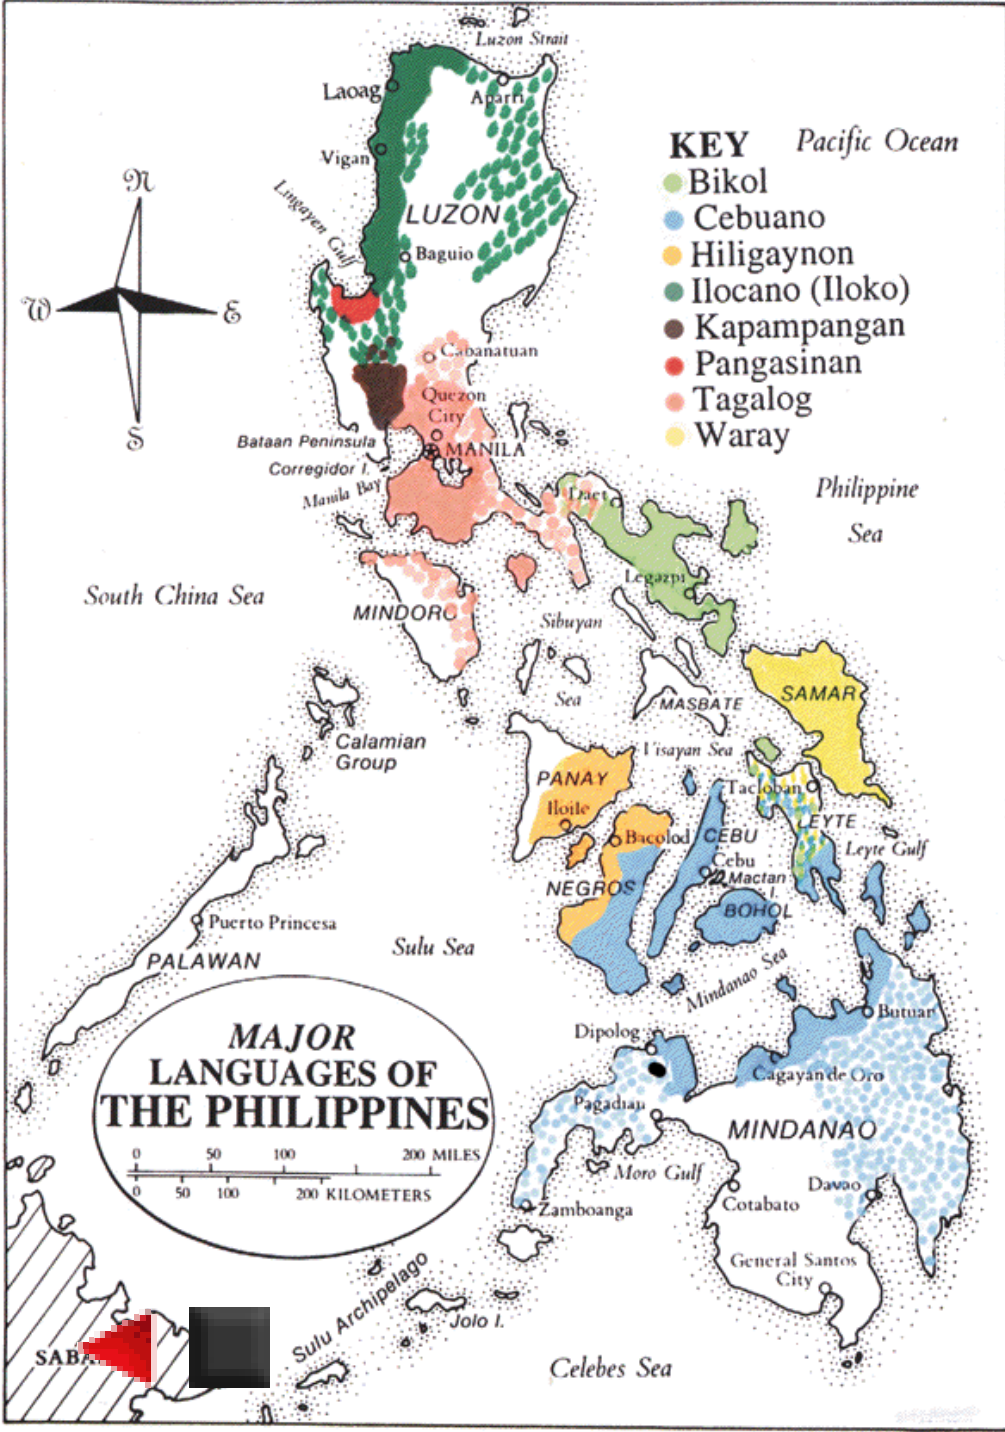 Luzon Strait
Laoag
Aparri
KEY
Pacific Ocean
Vigan
Bikol
N
Lingayen Gulf
LUZON
Cebuano
Baguio
Hiligaynon
Ilocano (Iloko)
W
E
Kapampangan
Cabanatuan
Pangasinan
Quezon
City
Tagalog
S
Waray
Bataan Peninsula
MANILA
Corregidor I.
Manila Bay
Daet
Philippine
Sea
South China Sea
Legazpi
MINDORO
Sibuyan
Sea
MASBATE
SAMAR
Calamian
Group
Visayan Sea
PANAY
Tacloban
Iloilo
LEYTE
Bacolod
CEBU
Leyte Gulf
Cebu
Mactan
I.
NEGROS
BOHOL
Puerto Princesa
Sulu Sea
PALAWAN
Mindanao Sea
Butuan
MAJOR
LANGUAGES OF
THE PHILIPPINES
Dipolog
Cagayan de Oro
Pagadian
MINDANAO
0 50 100 200 MILES
0 50 100 200 KILOMETERS
Moro Gulf
Davao
Cotabato
Zamboanga
General Santos
City
Sulu Archipelago
Jolo I.
SABA
Celebes Sea